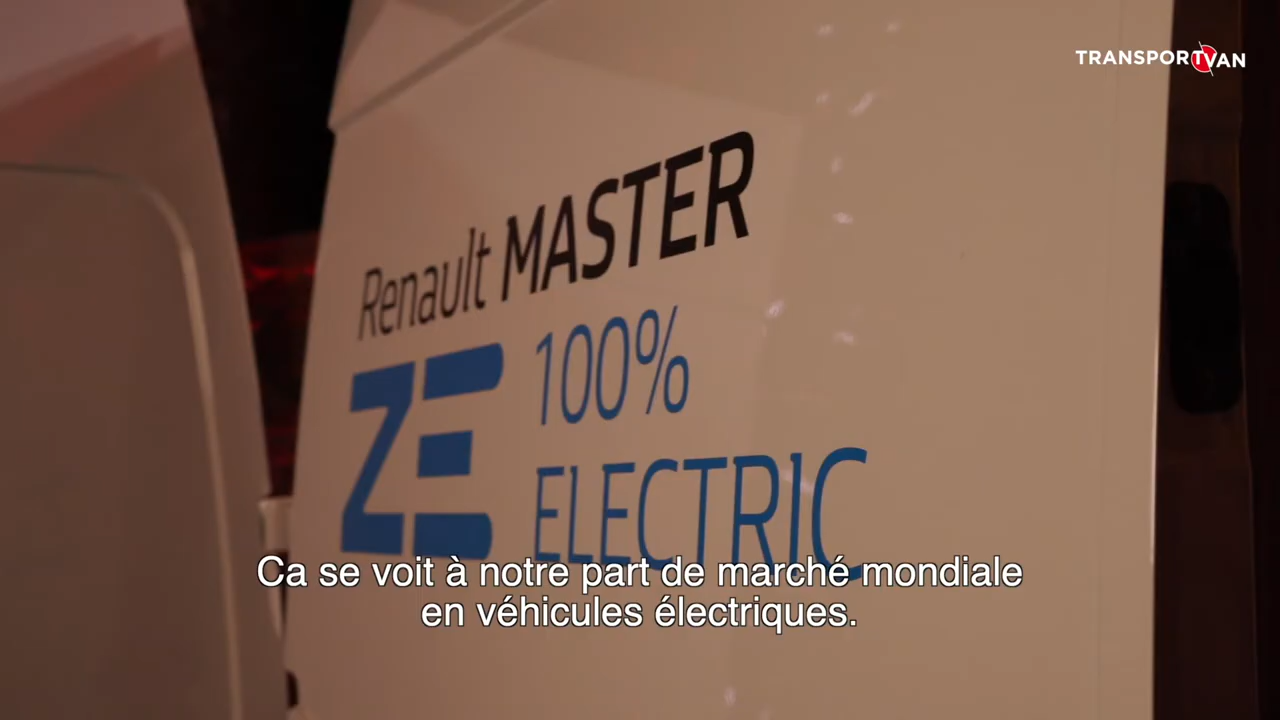 TRANSPORTVAN
Renault MASTER
ZE
100%
ELECTRIC
Ca se voit à notre part de marché mondiale
en véhicules électriques.